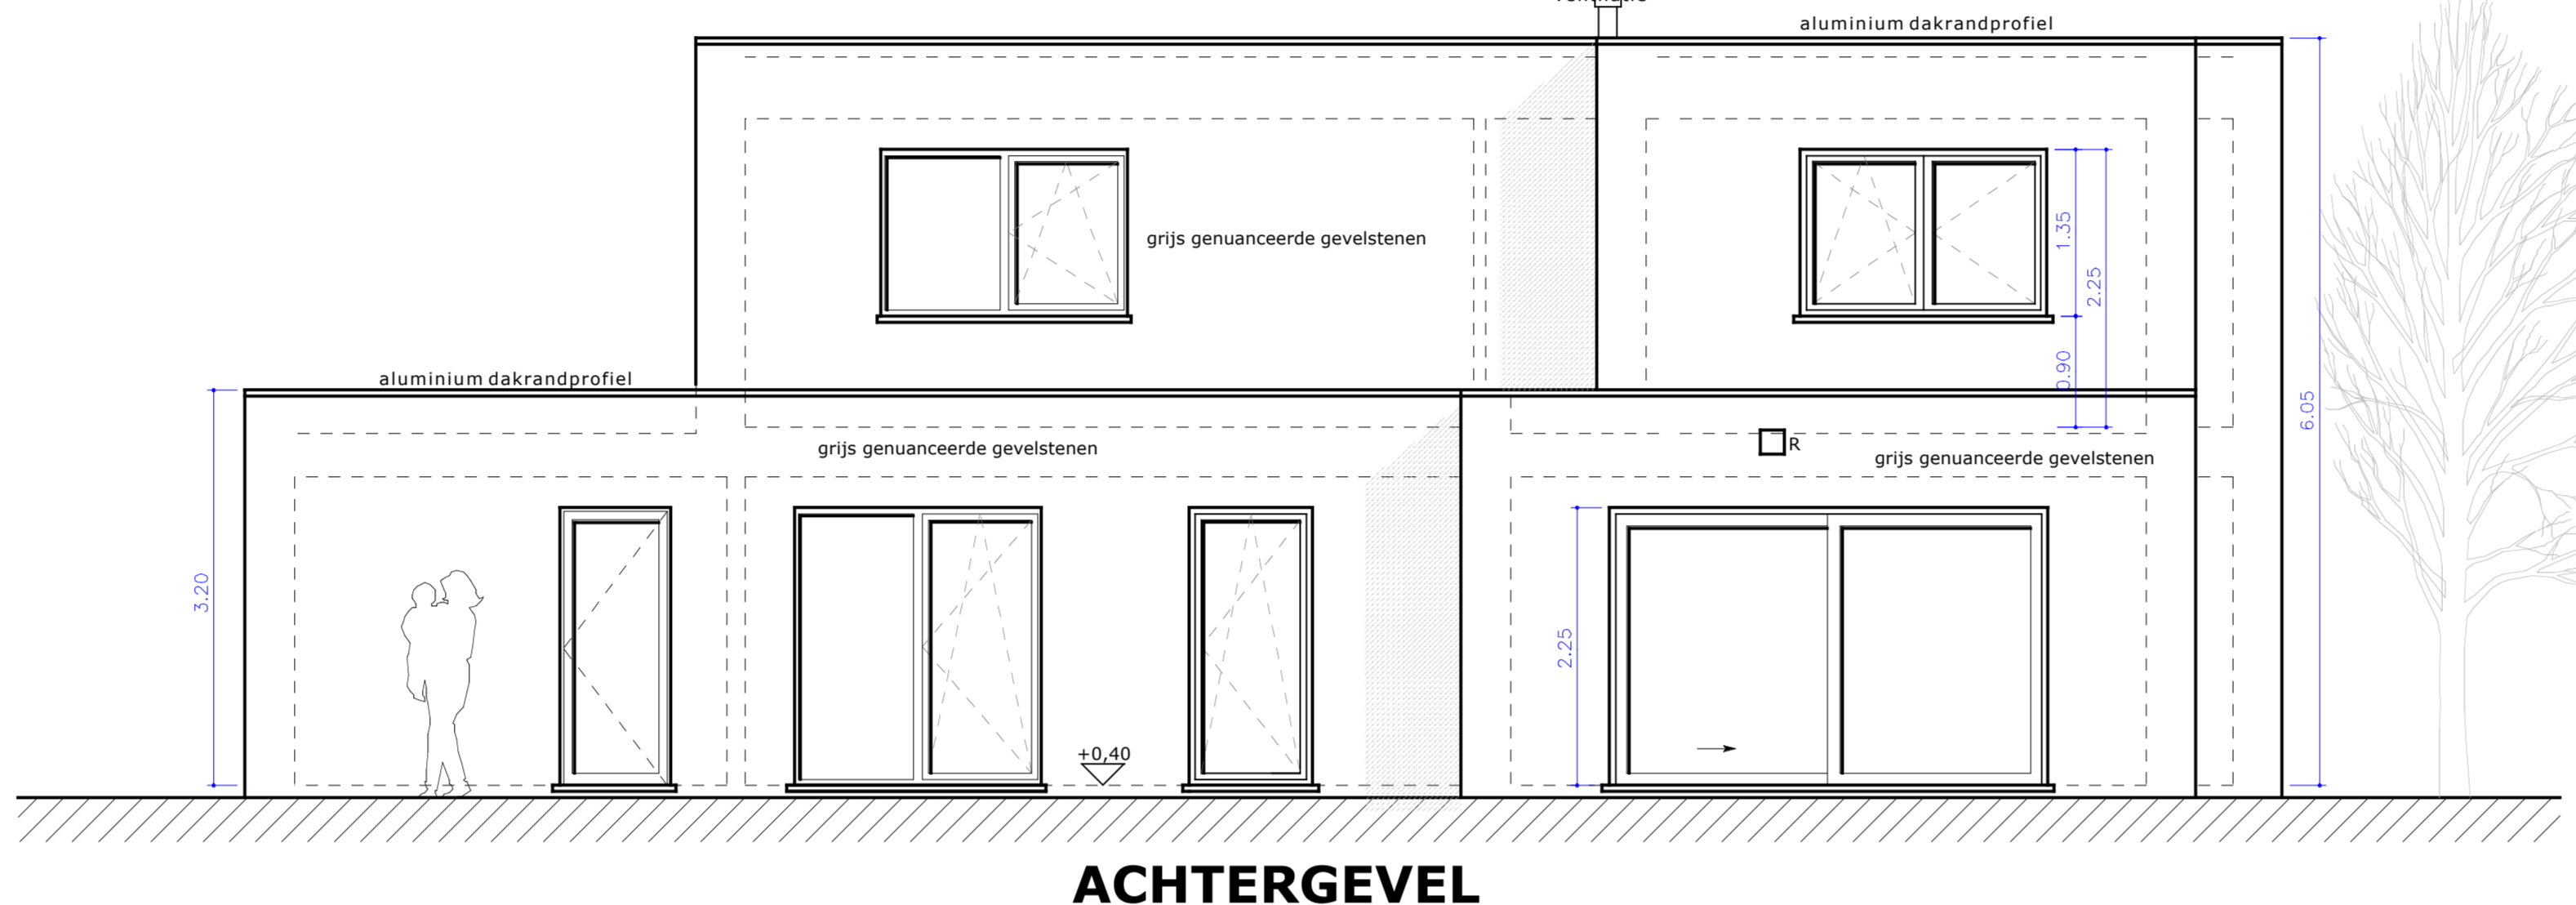 aluminium dakrandprofiel
grijs genuanceerde gevelstenen
1.35
2.25
0.90
aluminium dakrandprofiel
6.05
grijs genuanceerde gevelstenen
R
grijs genuanceerde gevelstenen
3.20
2.25
+0,40
ACHTERGEVEL